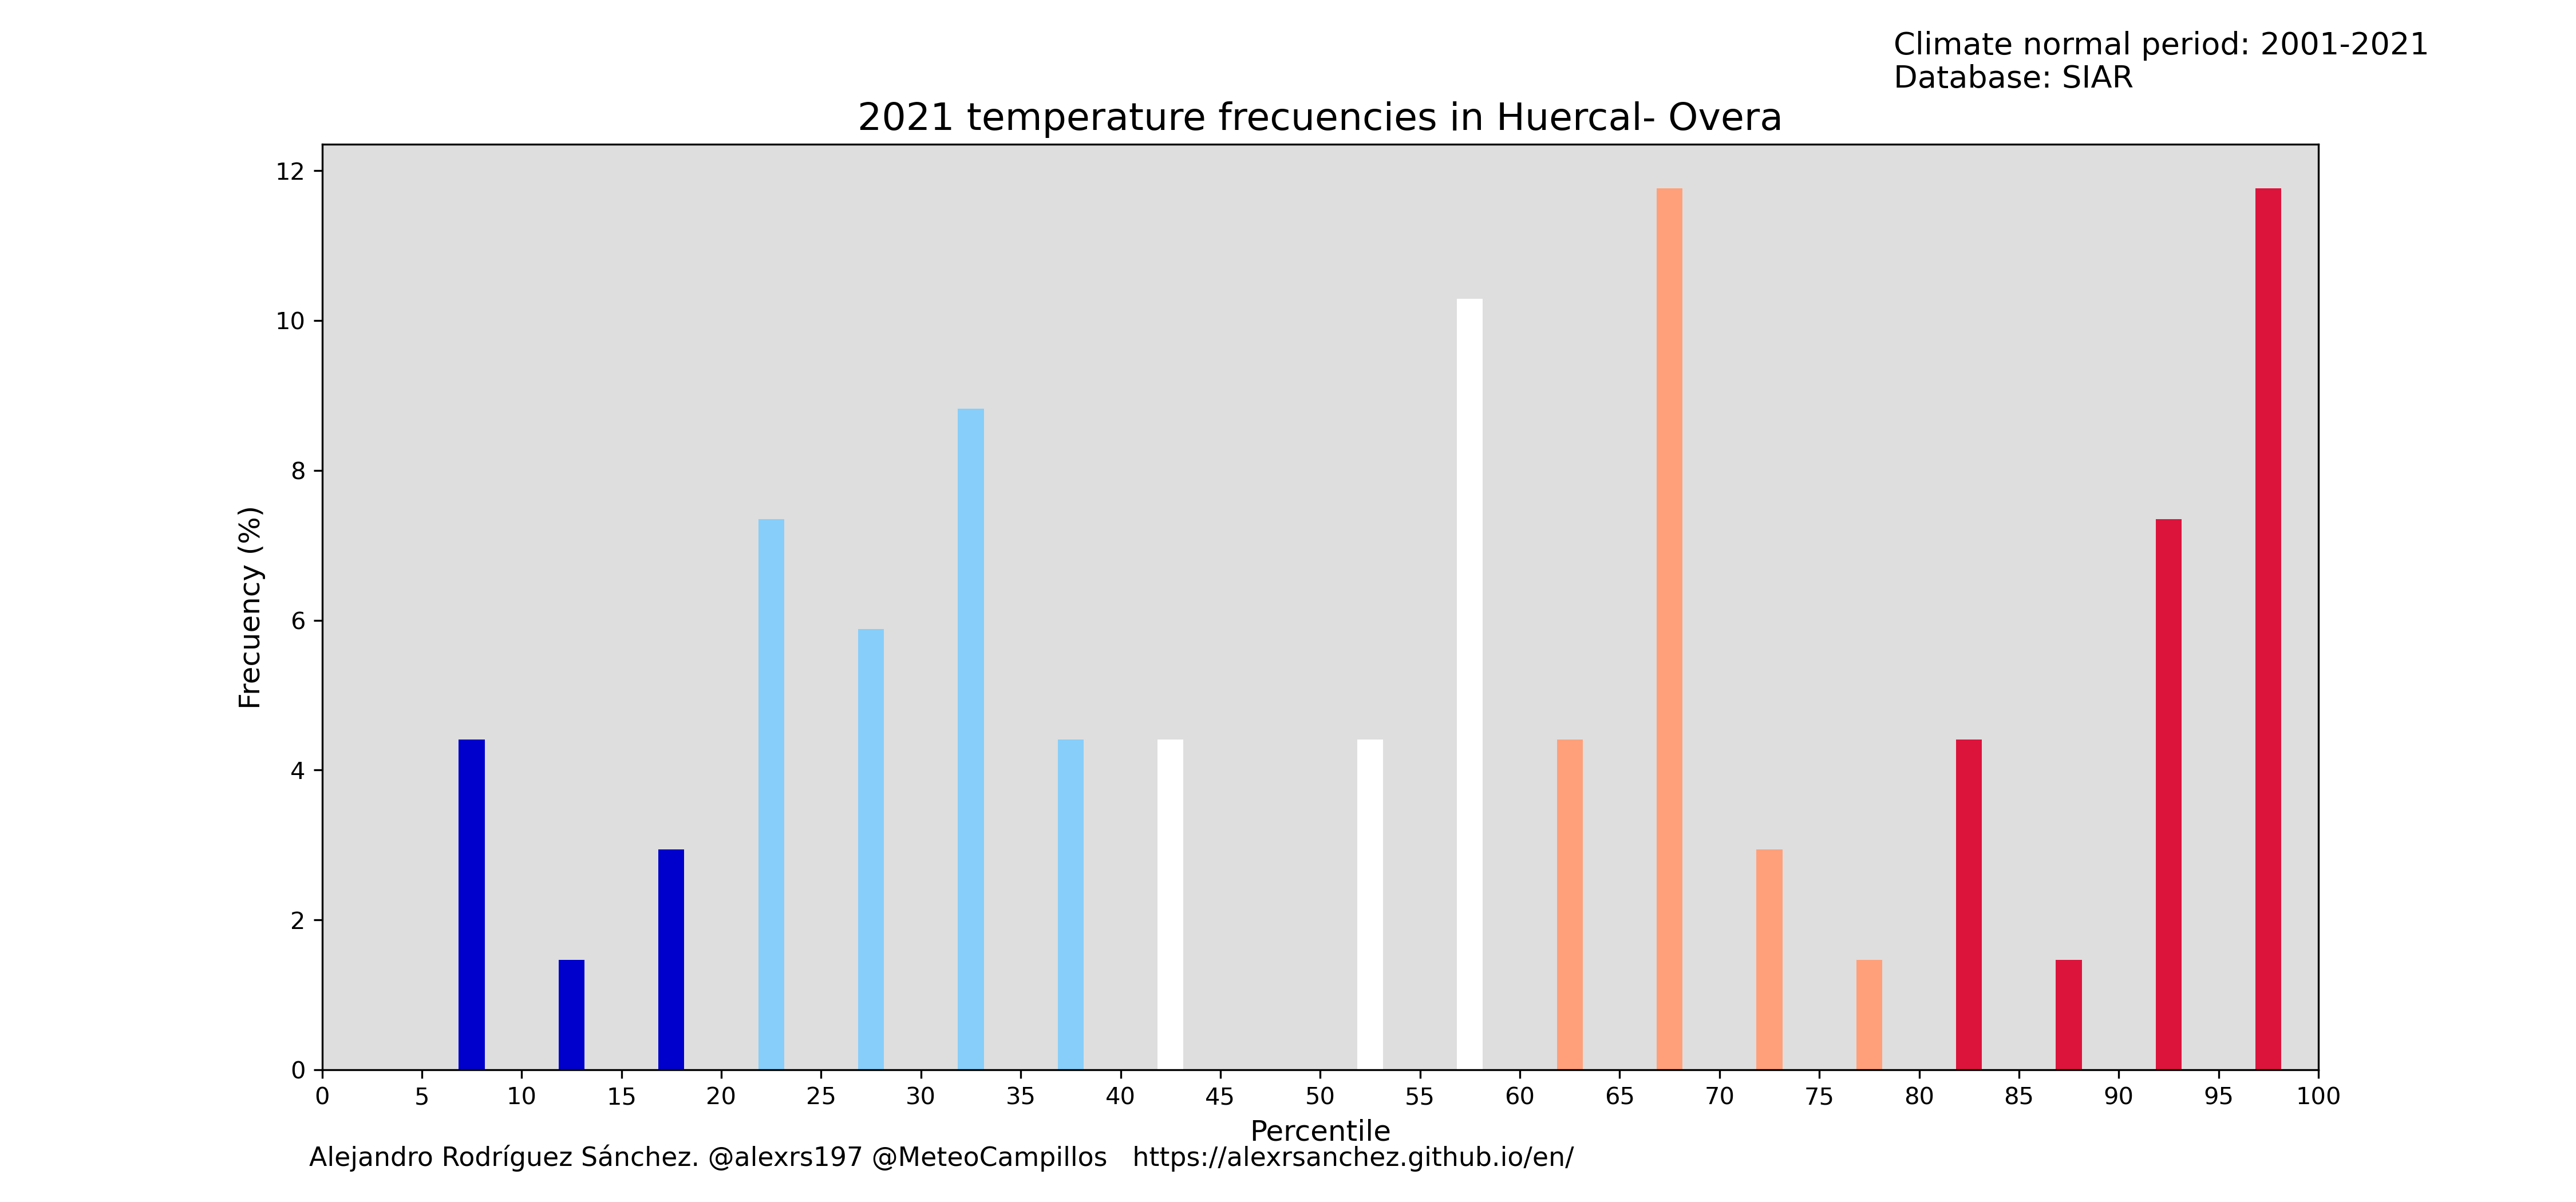 Climate normal period: 2001-2021
Database: SIAR
2021 temperature frecuencies in Huercal- Overa
12
10
8
6
4
2
0
Frecuency (%)
0 5 10 15 20 25 30 35 40 45 50 55 60 65 70 75 80 85 90 95 100
Percentile
Alejandro Rodríguez Sánchez. @alexrs197 @MeteoCampillos https://alexrsanchez.github.io/en/